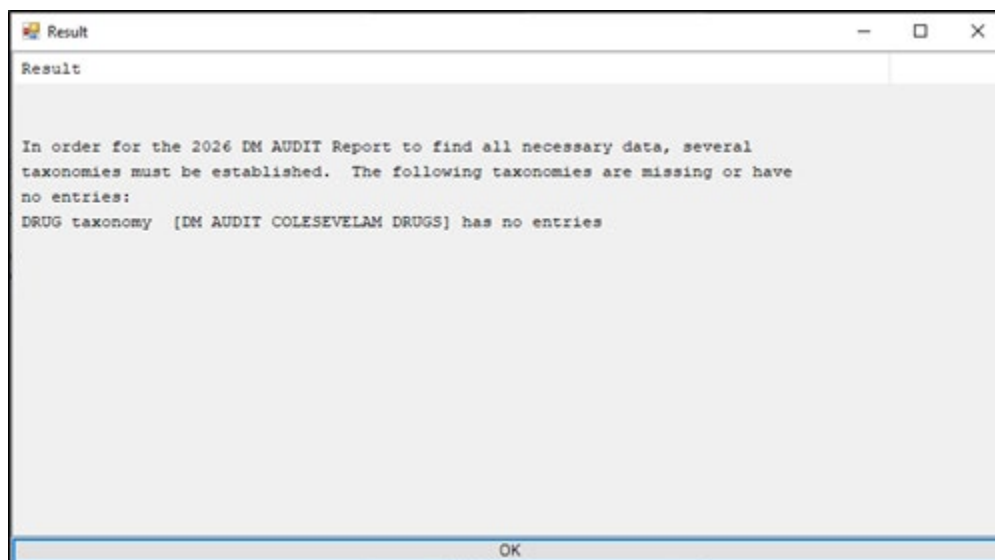 Result
Result
In order for the 2026 DM AUDIT Report to find all necessary data, several
taxonomies must be established.  The following taxonomies are missing or have
no entries:
DRUG taxonomy  [DM AUDIT COLESEVELAM DRUGS] has no entries
OK